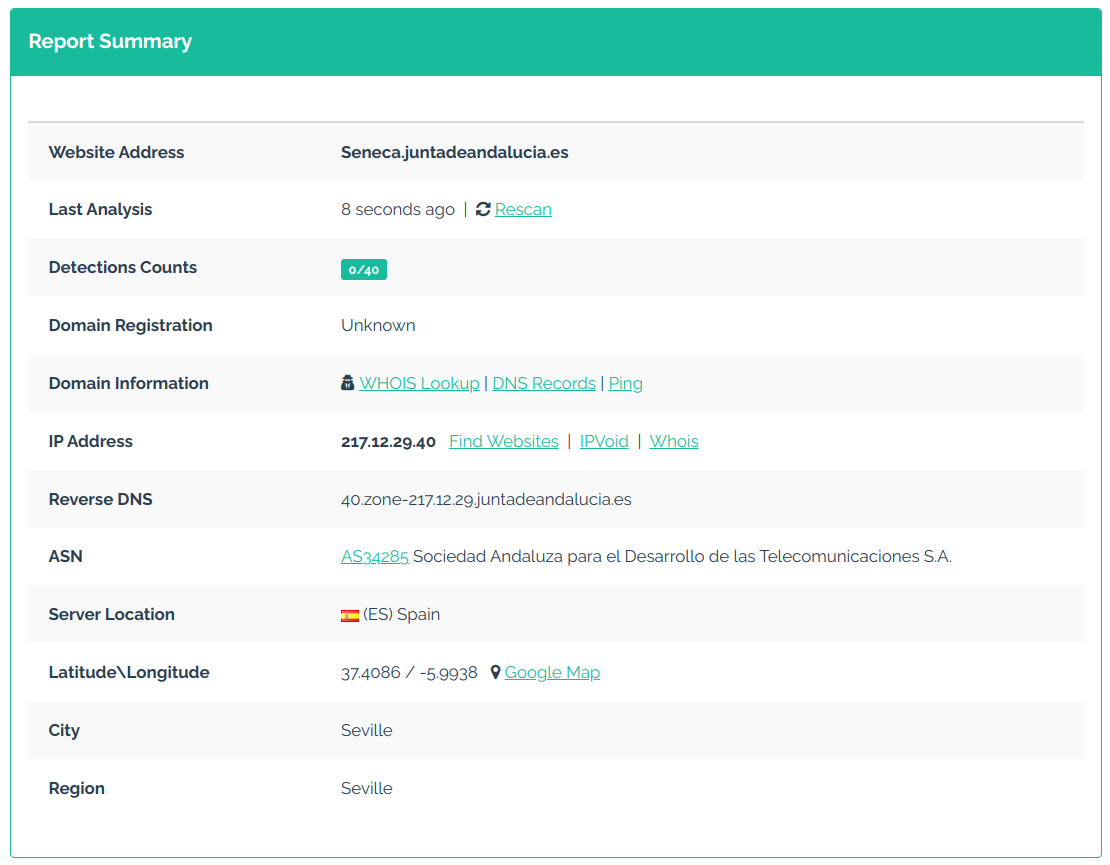 Report Summary
Website Address Seneca.juntadeandalucia.es
Last Analysis 8 seconds ago | Rescan
Detections Counts 0/40
Domain Registration Unknown
Domain Information WHOIS Lookup | DNS Records | Ping
IP Address 217.12.29.40 Find Websites | IPVoid | Whois
Reverse DNS 40.zone-217.12.29.juntadeandalucia.es
ASN AS34285 Sociedad Andaluza para el Desarrollo de las Telecomunicaciones S.A.
Server Location (ES) Spain
Latitude\Longitude 37.4086 / -5.9938 Google Map
City Seville
Region Seville